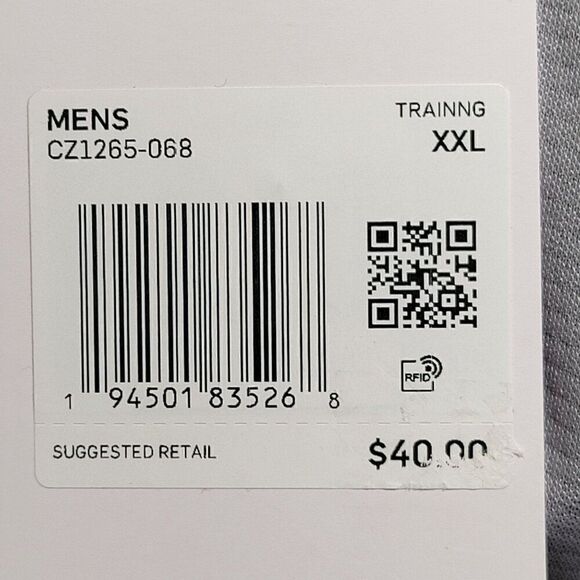 MENS
TRAINNG
CZ1265-068
XXL
RFID
1 94501 83526 8
SUGGESTED RETAIL
$40.00